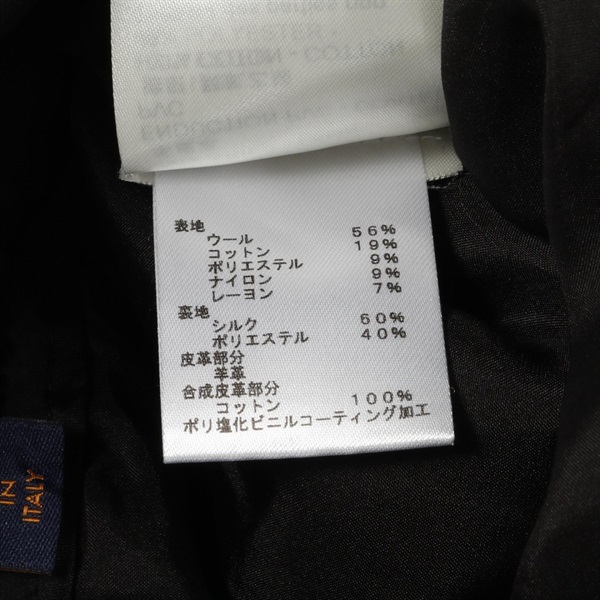 表地
ウール 56%
コットン 19%
ポリエステル 9%
ナイロン 9%
レーヨン 7%
裏地
シルク 60%
ポリエステル 40%
皮革部分
羊革
合成皮革部分
コットン 100%
ポリ塩化ビニルコーティング加工
IN
ITALY